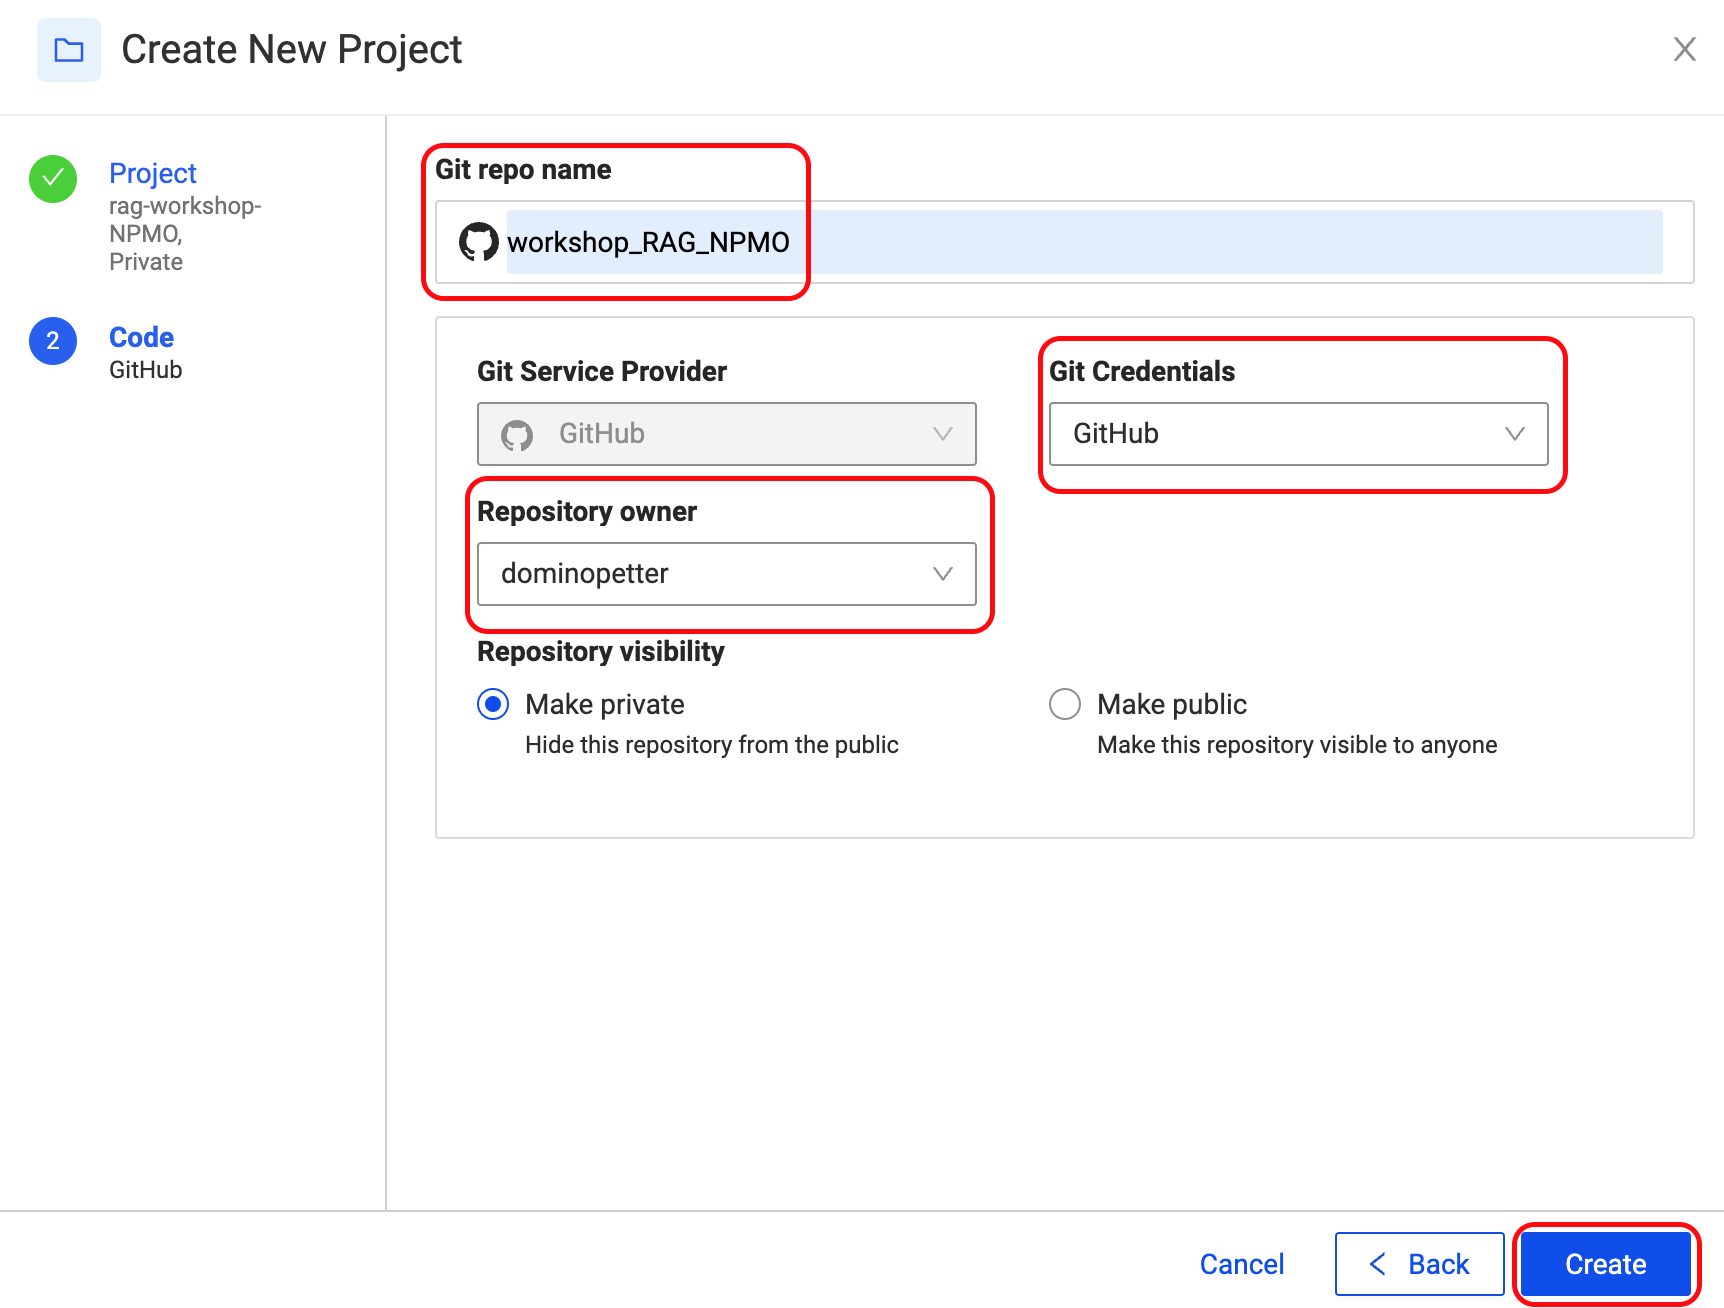 Create New Project
Project
rag-workshop-
NPMO,
Private
2
Code
GitHub
Git repo name
workshop_RAG_NPMO
Git Service Provider
Git Credentials
GitHub
GitHub
Repository owner
dominopetter
Repository visibility
Make private
Make public
Hide this repository from the public
Make this repository visible to anyone
Cancel
Back
Create